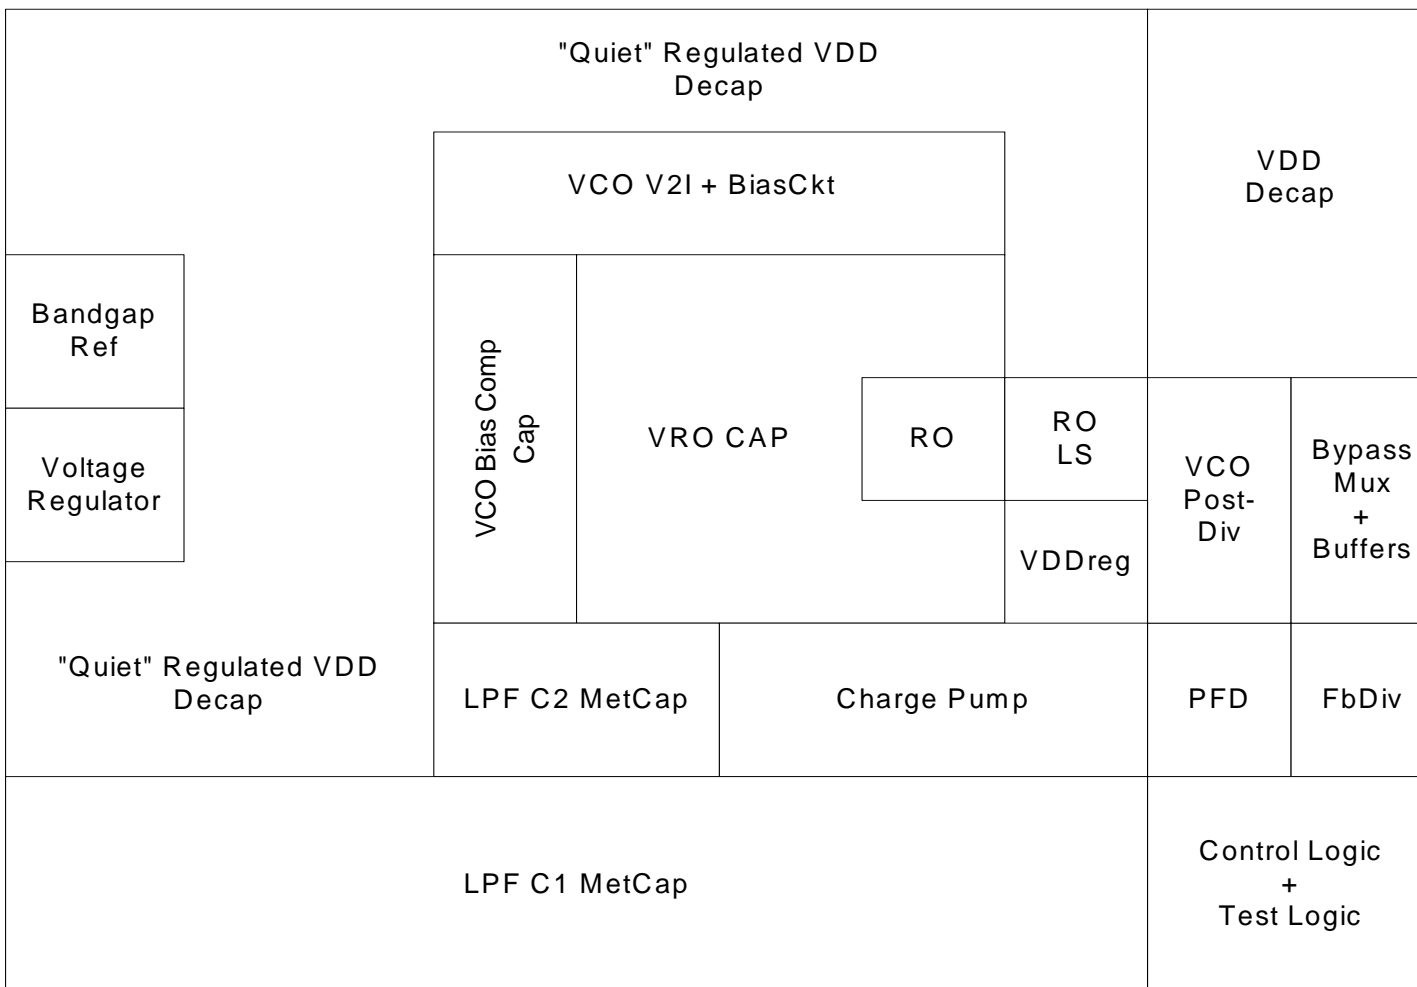 "Quiet" Regulated VDD
Decap
VDD
Decap
VCO V2I + BiasCkt
Bandgap
Ref
Voltage
Regulator
VCO Bias Comp
Cap
VRO CAP
RO
RO
LS
VCO
Post-
Div
Bypass
Mux
+
Buffers
VDDreg
"Quiet" Regulated VDD
Decap
LPF C2 MetCap
Charge Pump
PFD
FbDiv
LPF C1 MetCap
Control Logic
+
Test Logic